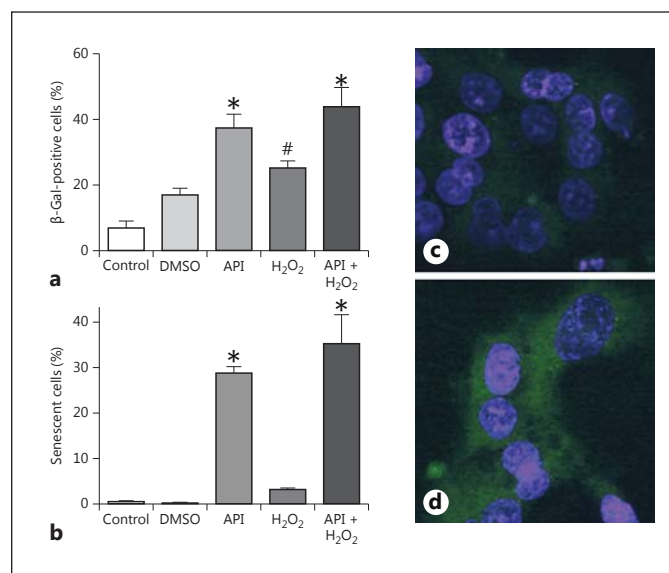 60
40
20
0
β-Gal-positive cells (%)
*
#
*
Control
DMSO
API
H₂O₂
API +
H₂O₂
a
40
30
20
10
0
Senescent cells (%)
*
*
Control
DMSO
API
H₂O₂
API +
H₂O₂
b
c
d